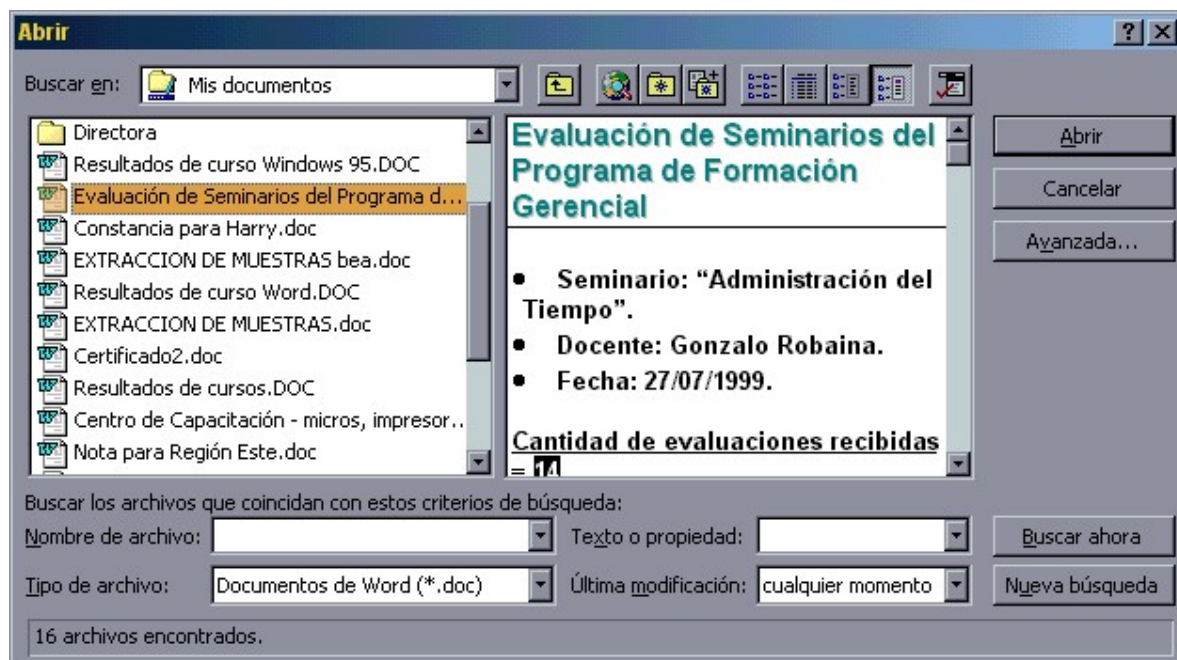 Abrir
Buscar en:
Mis documentos
Directora
Resultados de curso Windows 95.DOC
Evaluación de Seminarios del Programa d...
Constancia para Harry.doc
EXTRACCION DE MUESTRAS bea.doc
Resultados de curso Word.DOC
EXTRACCION DE MUESTRAS.doc
Certificado2.doc
Resultados de cursos.DOC
Centro de Capacitación - micros, impresor..
Nota para Región Este.doc
Evaluación de Seminarios del
Programa de Formación
Gerencial
• Seminario: “Administración del
Tiempo”.
• Docente: Gonzalo Robaina.
• Fecha: 27/07/1999.
Cantidad de evaluaciones recibidas
= 14
Abrir
Cancelar
Avanzada...
Buscar los archivos que coincidan con estos criterios de búsqueda:
Nombre de archivo:
Texto o propiedad:
Buscar ahora
Tipo de archivo:
Documentos de Word (*.doc)
Última modificación:
cualquier momento
Nueva búsqueda
16 archivos encontrados.